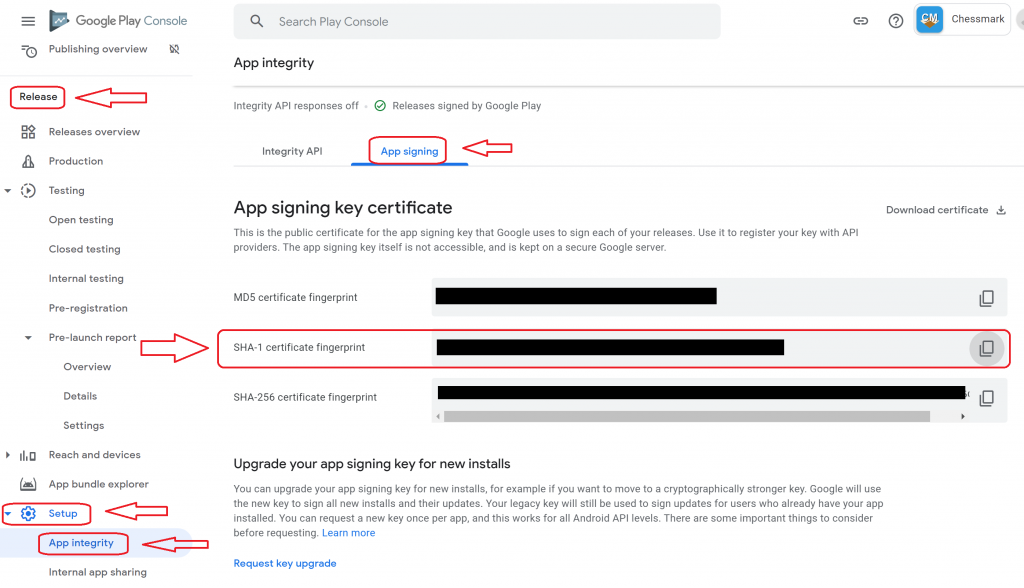 Google Play Console
Search Play Console
CM
Chessmark
Publishing overview
Release
Releases overview
Production
Testing
Open testing
Closed testing
Internal testing
Pre-registration
Pre-launch report
Overview
Details
Settings
Reach and devices
App bundle explorer
Setup
App integrity
Internal app sharing
App integrity
Integrity API responses off
Releases signed by Google Play
Integrity API
App signing
App signing key certificate
Download certificate
This is the public certificate for the app signing key that Google uses to sign each of your releases. Use it to register your key with API
providers. The app signing key itself is not accessible, and is kept on a secure Google server.
MD5 certificate fingerprint
SHA-1 certificate fingerprint
SHA-256 certificate fingerprint
Upgrade your app signing key for new installs
You can upgrade your app signing key for new installs, for example if you want to move to a cryptographically stronger key. Google will use
the new key to sign all new installs and their updates. Your legacy key will still be used to sign updates for users who already have your app
installed. You can request a new key once per app, and this works for all Android API levels. There are some important things to consider
before requesting. Learn more
Request key upgrade